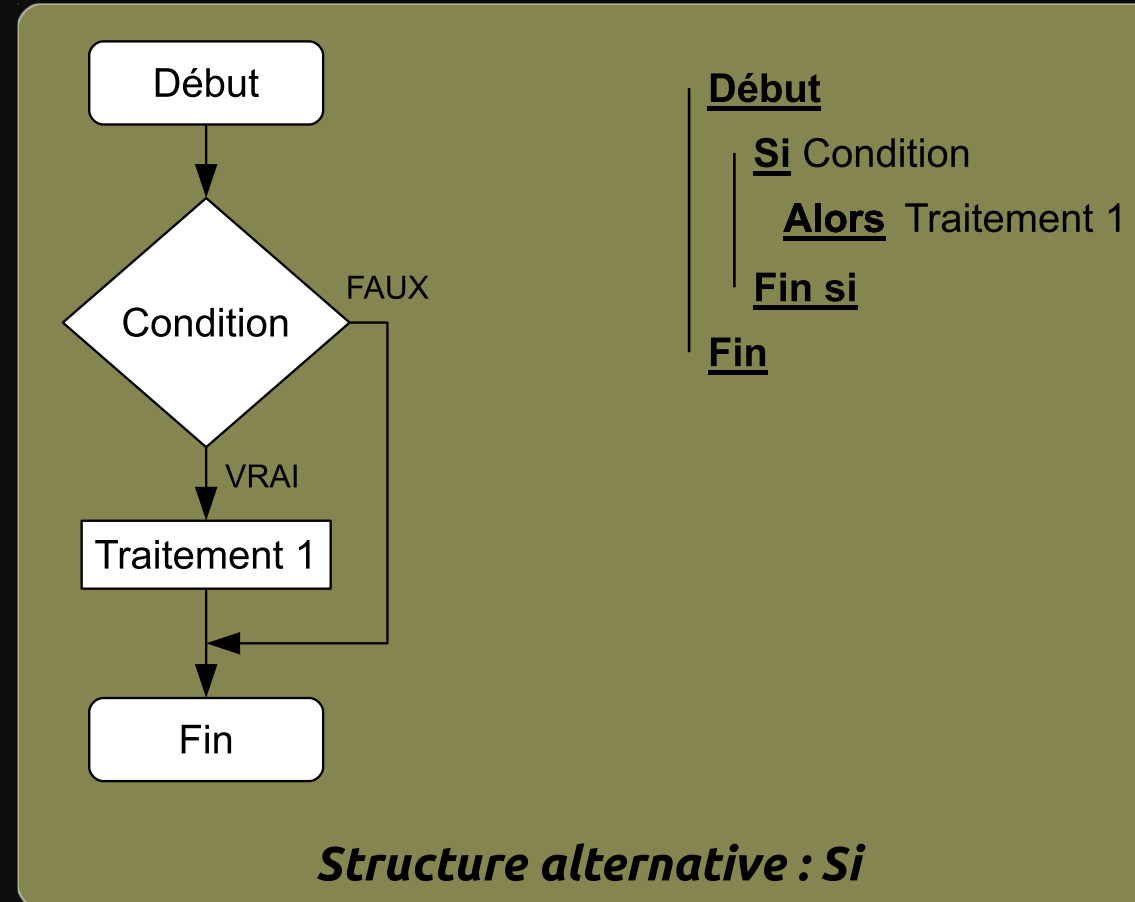 Début
Condition
FAUX
VRAI
Traitement 1
Fin
Début
Si Condition
Alors Traitement 1
Fin si
Fin
Structure alternative : Si